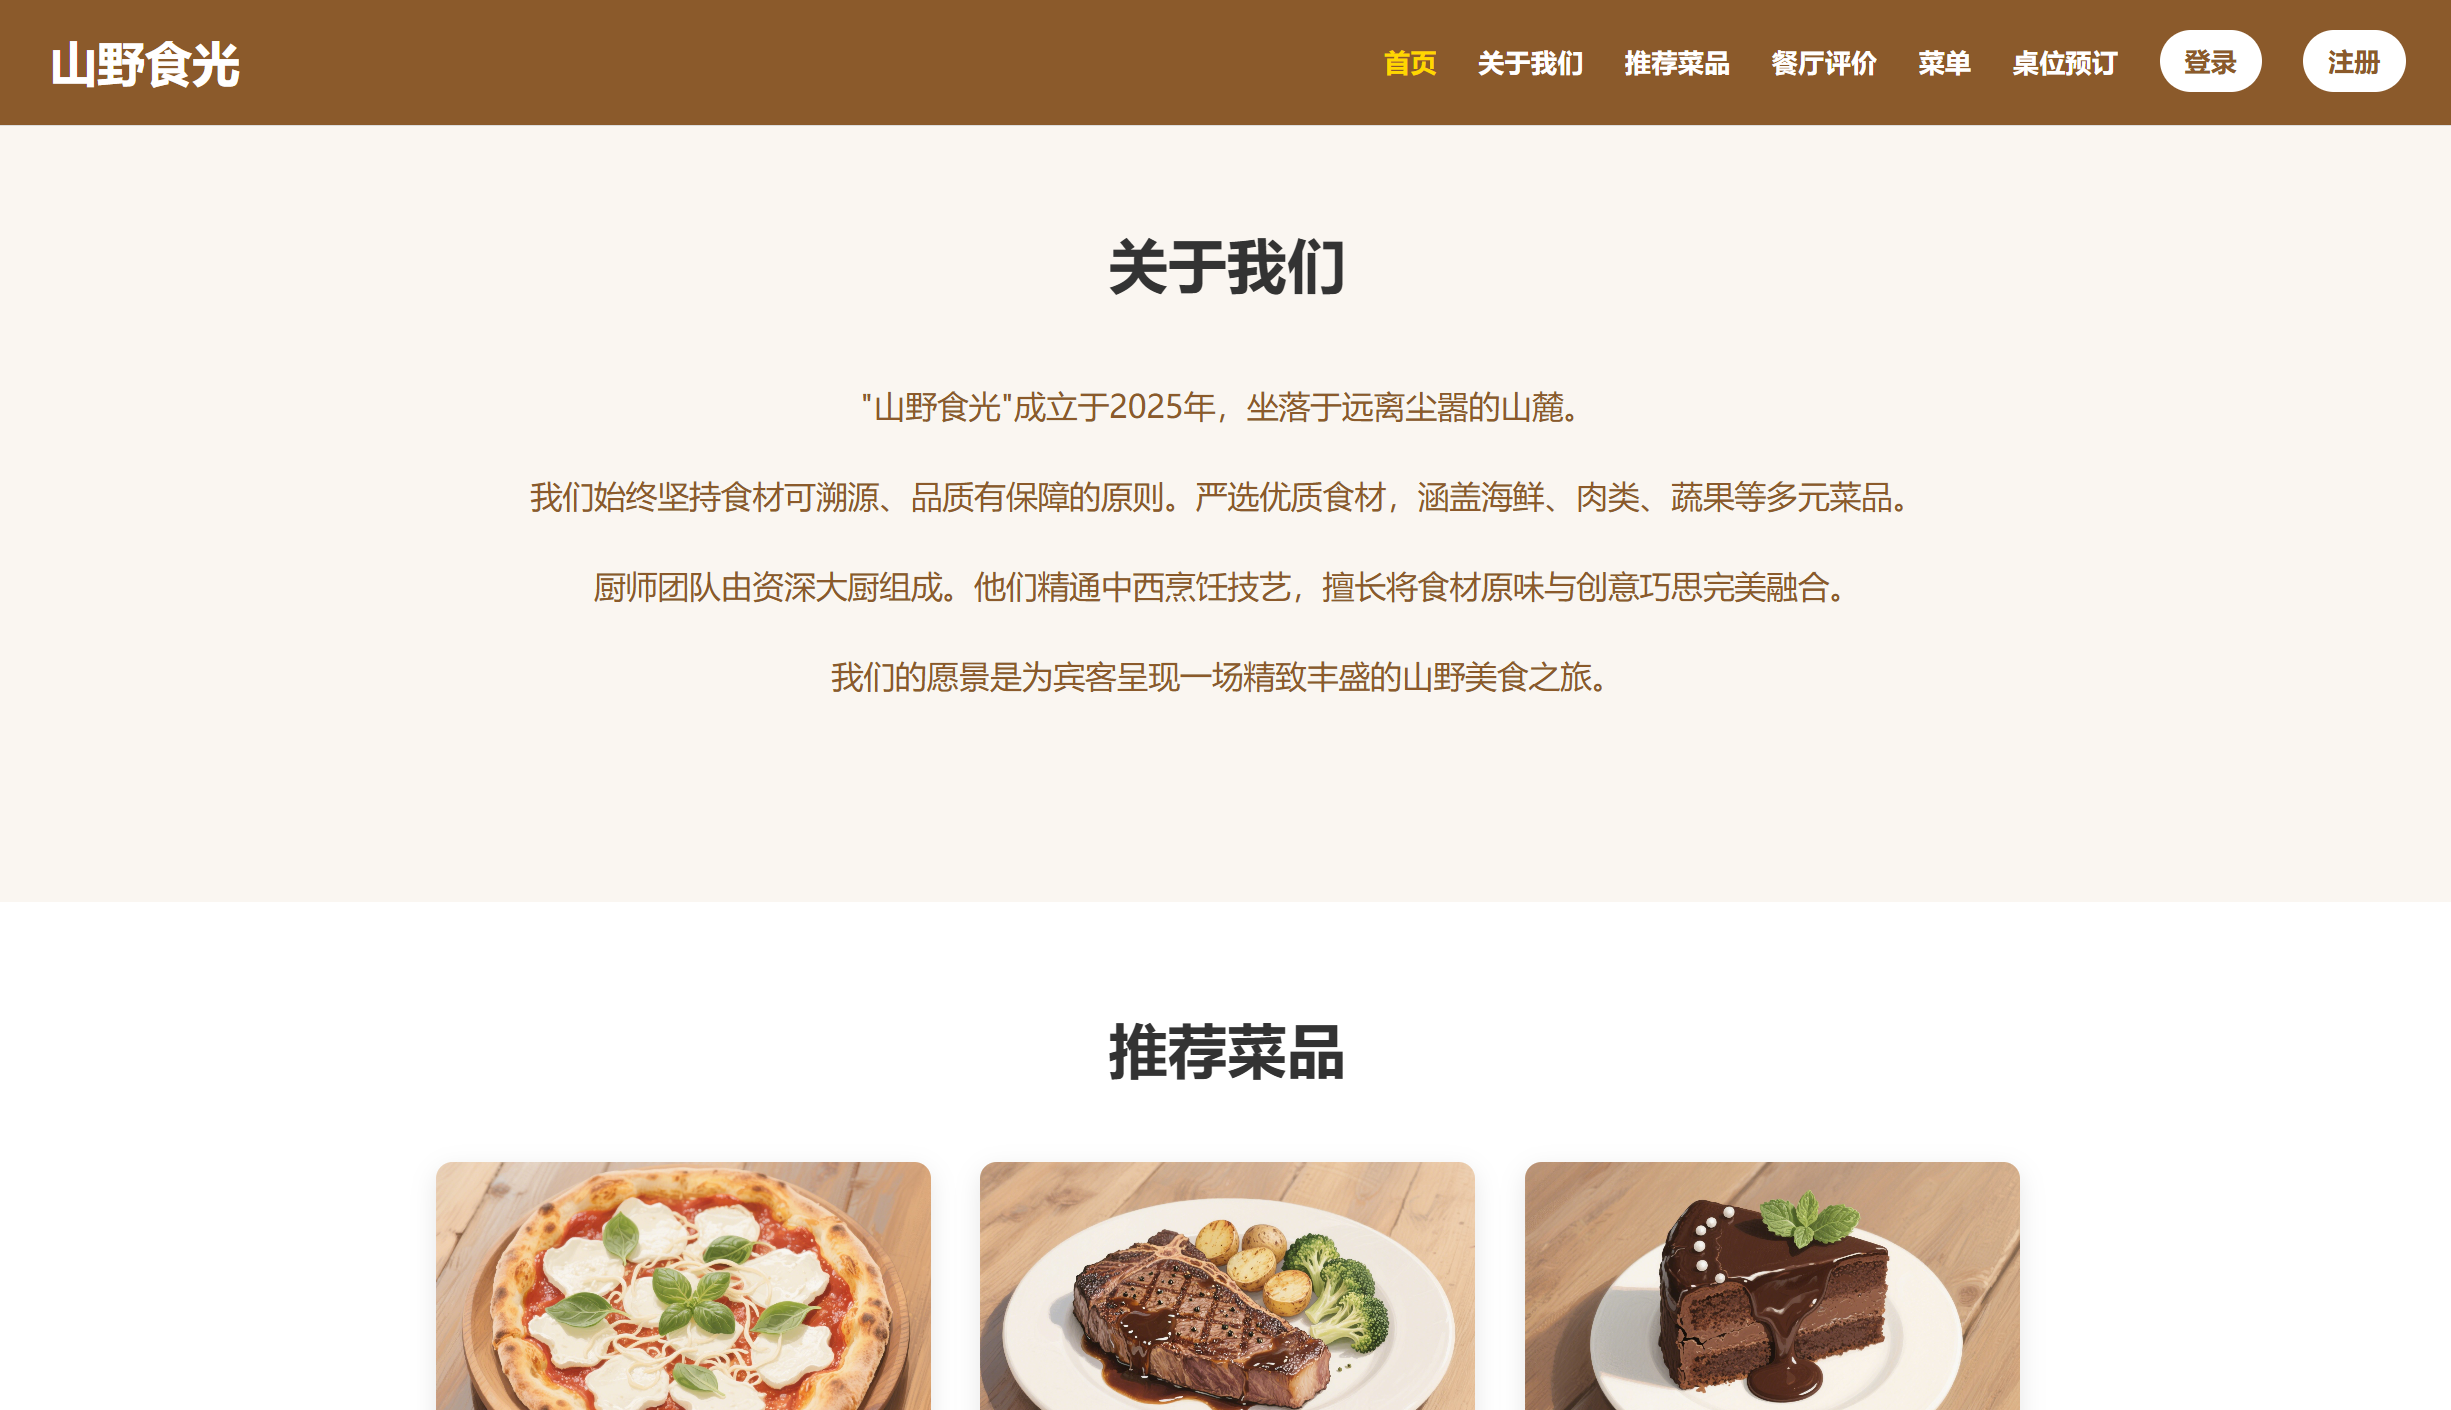 山野食光
首页 关于我们 推荐菜品 餐厅评价 菜单 桌位预订 登录 注册
关于我们
"山野食光"成立于2025年，坐落于远离尘嚣的山麓。
我们始终坚持食材可溯源、品质有保障的原则。严选优质食材，涵盖海鲜、肉类、蔬果等多元菜品。
厨师团队由资深大厨组成。他们精通中西烹饪技艺，擅长将食材原味与创意巧思完美融合。
我们的愿景是为宾客呈现一场精致丰盛的山野美食之旅。
推荐菜品